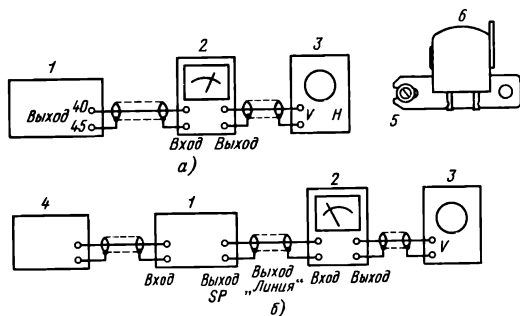 1
2
3
6
Выход
40
45
V
H
5
Вход
Выход
а)
4
1
2
3
V
Вход
Выход
SP
Выход
„Линия“
Вход
Выход
б)